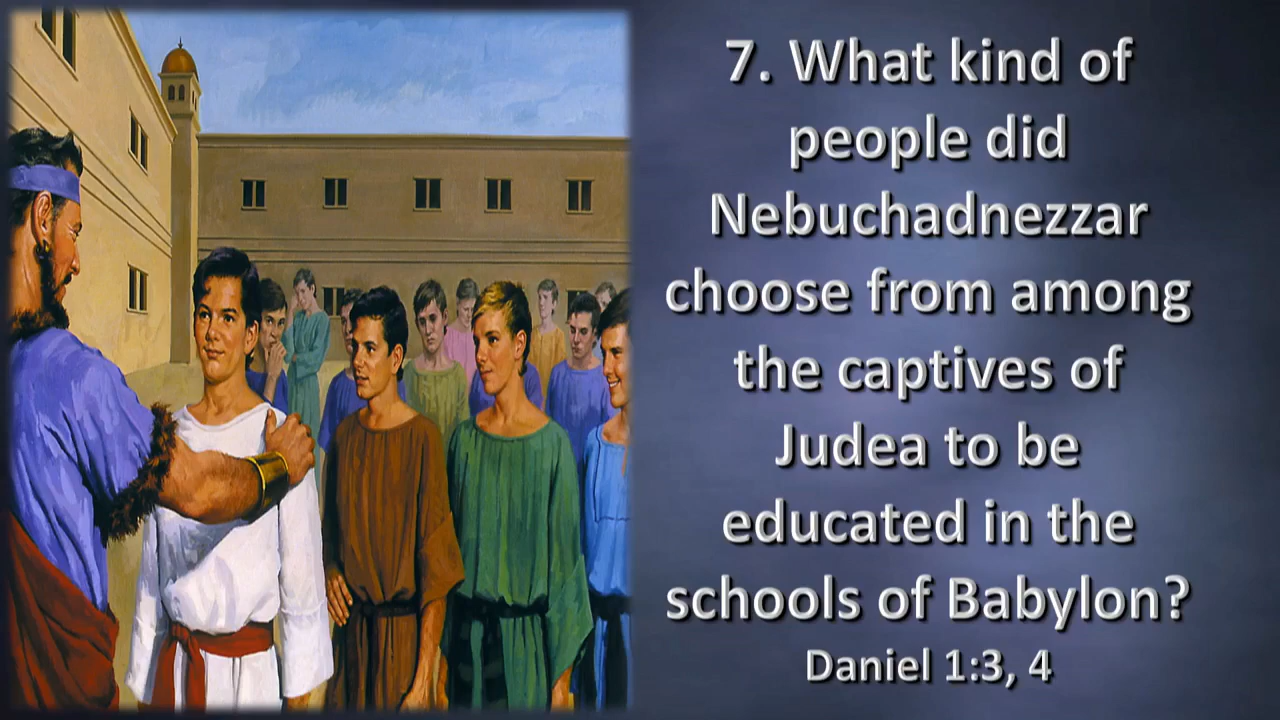 7. What kind of
people did
Nebuchadnezzar
choose from among
the captives of
Judea to be
educated in the
schools of Babylon?
Daniel 1:3, 4